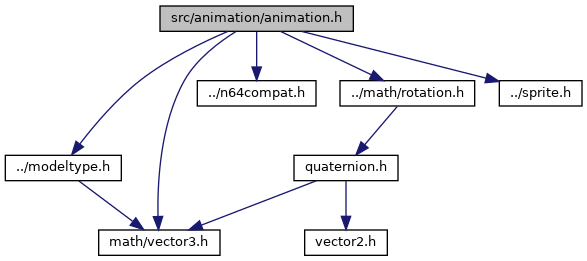 src/animation/animation.h
../n64compat.h
../math/rotation.h
../sprite.h
../modeltype.h
quaternion.h
math/vector3.h
vector2.h